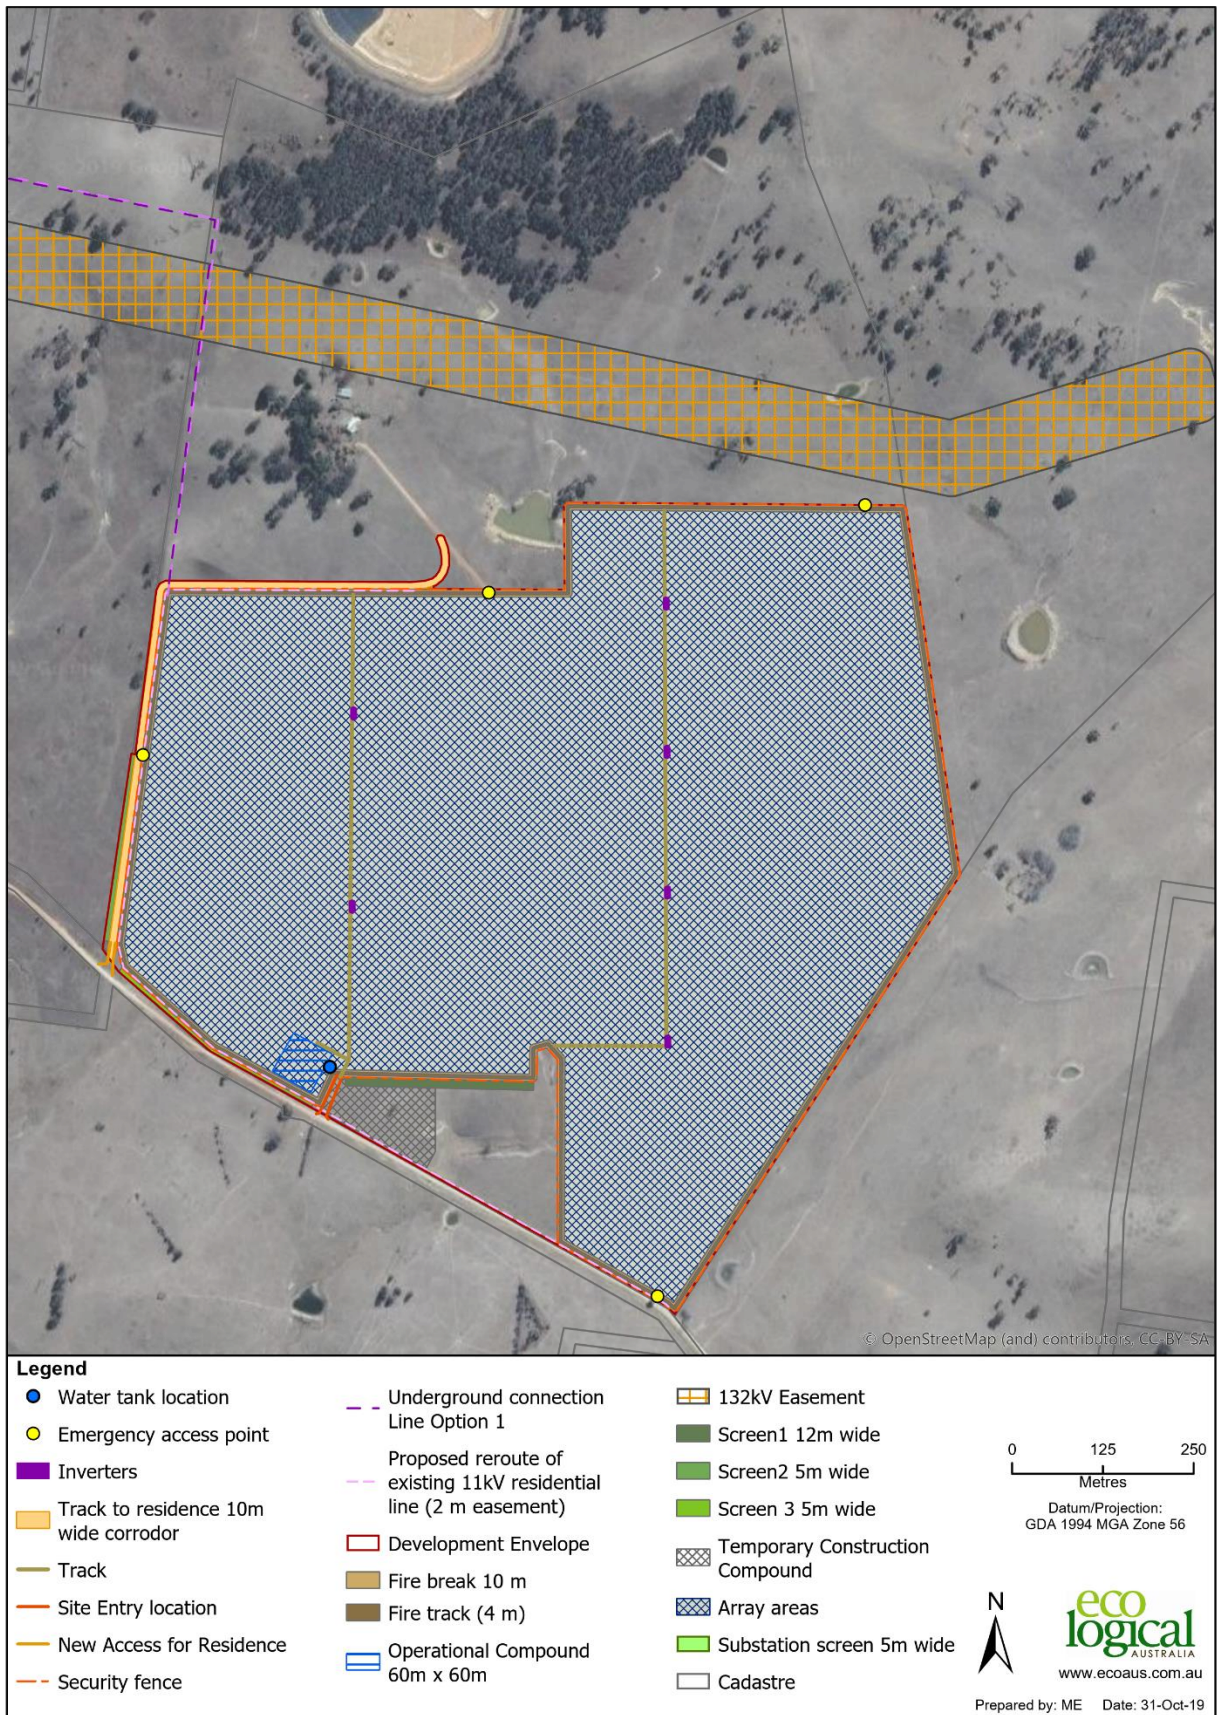 © OpenStreetMap (and) contributors, CC-BY-SA
Legend
Water tank location
Emergency access point
Inverters
Track to residence 10m
wide corrodor
Track
Site Entry location
New Access for Residence
Security fence
Underground connection
Line Option 1
Proposed reroute of
existing 11kV residential
line (2 m easement)
Development Envelope
Fire break 10 m
Fire track (4 m)
Operational Compound
60m x 60m
132kV Easement
Screen1 12m wide
Screen2 5m wide
Screen 3 5m wide
Temporary Construction
Compound
Array areas
Substation screen 5m wide
Cadastre
0 125 250
Metres
Datum/Projection:
GDA 1994 MGA Zone 56
N
eco
logical
AUSTRALIA
www.ecoaus.com.au
Prepared by: ME Date: 31-Oct-19